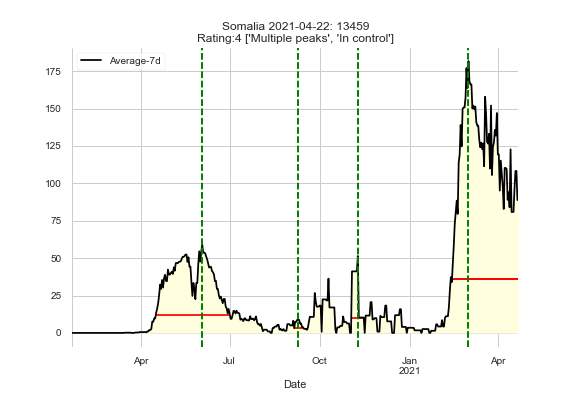 Somalia 2021-04-22: 13459
Rating:4 ['Multiple peaks', 'In control']
Average-7d
175
150
125
100
75
50
25
0
Apr Jul Oct Jan Apr
2021
Date